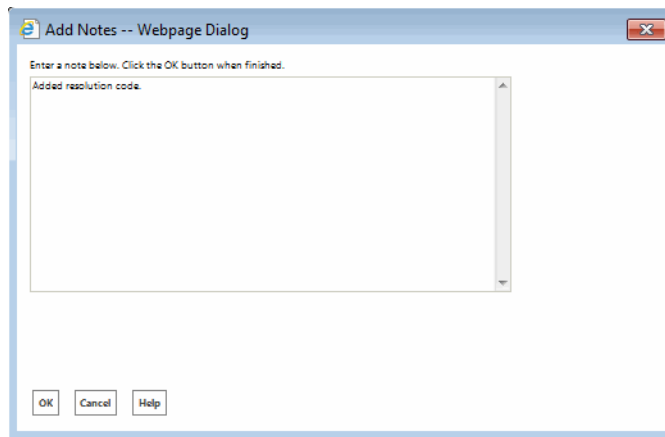 Add Notes -- Webpage Dialog
Enter a note below. Click the OK button when finished.
Added resolution code.
OK Cancel Help